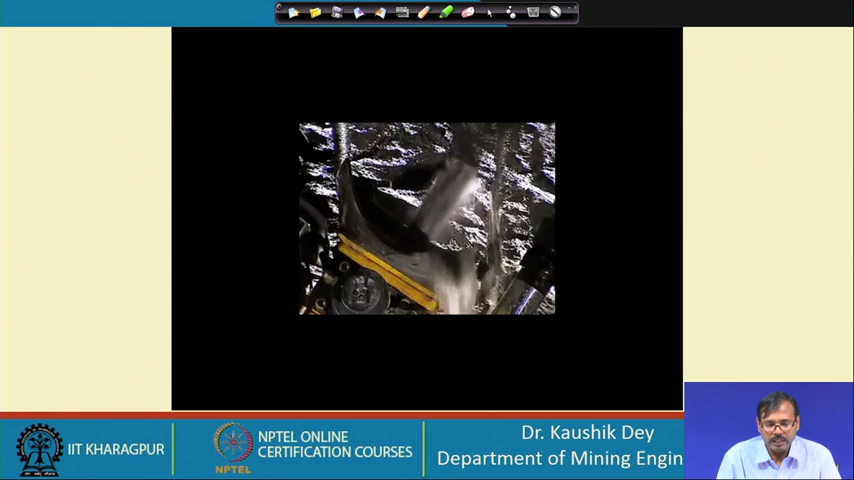 IIT KHARAGPUR
NPTEL
NPTEL ONLINE
CERTIFICATION COURSES
Dr. Kaushik Dey
Department of Mining Engin